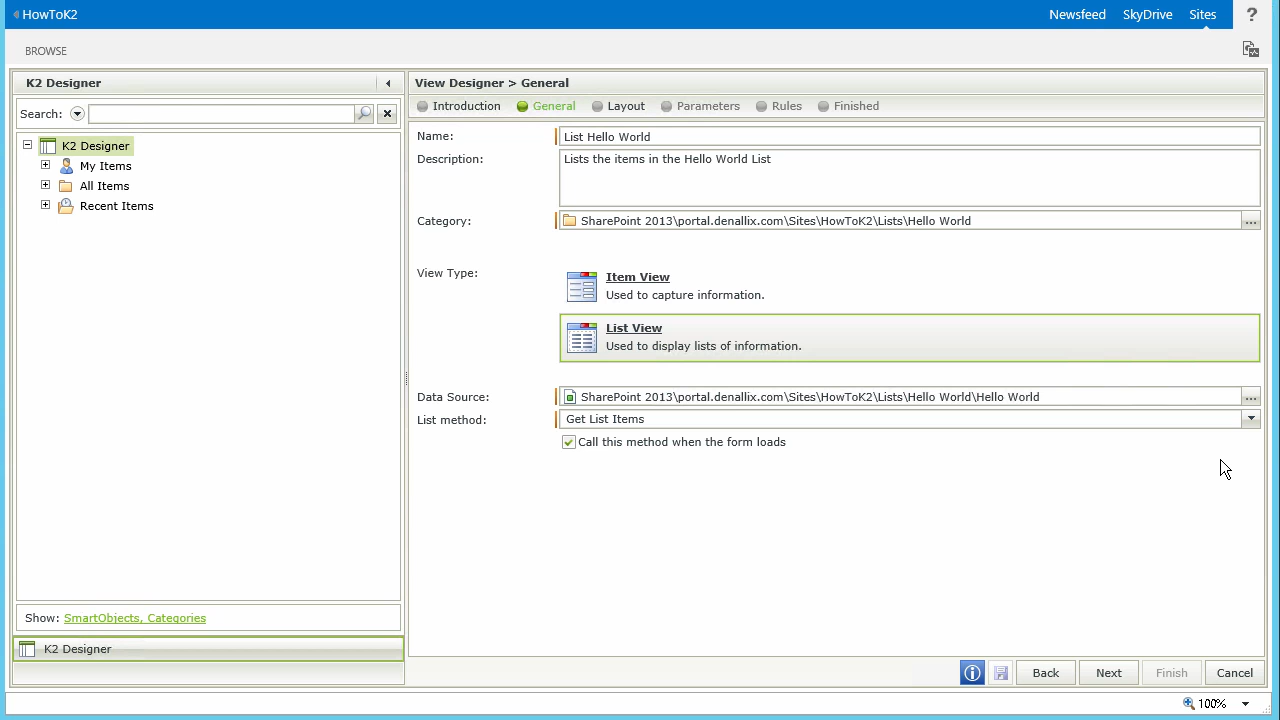 HowToK2
Newsfeed SkyDrive Sites ?
BROWSE
K2 Designer
View Designer > General
Search:
Introduction General Layout Parameters Rules Finished
K2 Designer
My Items
All Items
Recent Items
Name: List Hello World
Description: Lists the items in the Hello World List
Category: SharePoint 2013\portal.denallix.com\Sites\HowToK2\Lists\Hello World ...
View Type:
Item View
Used to capture information.
List View
Used to display lists of information.
Data Source: SharePoint 2013\portal.denallix.com\Sites\HowToK2\Lists\Hello World\Hello World ...
List method: Get List Items
Call this method when the form loads
Show: SmartObjects, Categories
K2 Designer
Back Next Finish Cancel
100%